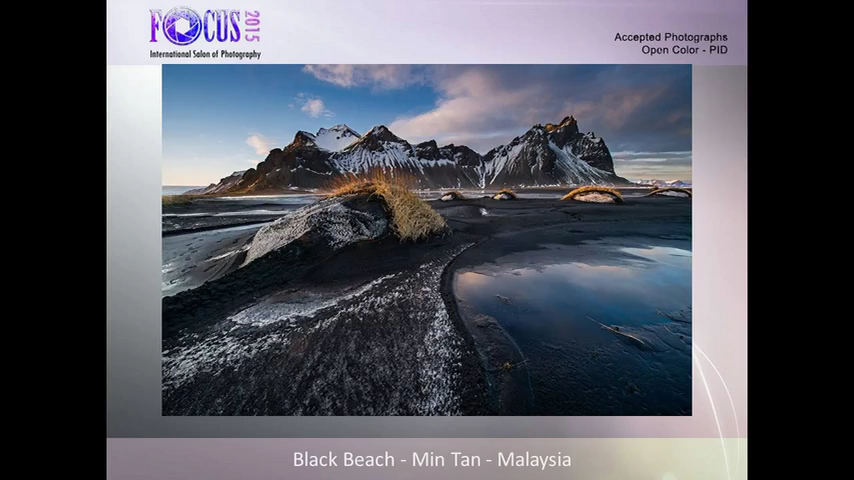 FOCUS 2015
International Salon of Photography
Accepted Photographs
Open Color - PID
Black Beach - Min Tan - Malaysia